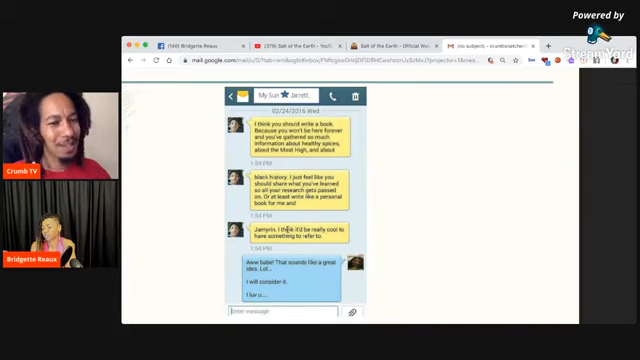 Powered by
StreamYard
(140) Bridgette Reaux
(379) Salt of the Earth - YouTube
Salt of the Earth - Official Web
(no subject) - crumbsnatcher
Crumb TV
Bridgette Reaux
My Sun Jarrett,
02/24/2016 Wed
I think you should write a book.
Because you won't be here forever
and you've gathered so much
information about healthy spices,
about the Most High, and about
1:54 PM
black history. I just feel like you
should share what you've learned
so all your research gets passed
on. Or at least write like a personal
book for me and
1:54 PM
Jamyrin. I think it'd be really cool to
have something to refer to.
1:54 PM
Aww babe! That sounds like a great
idea. Lol...
I will consider it.
I luv u....
Enter message